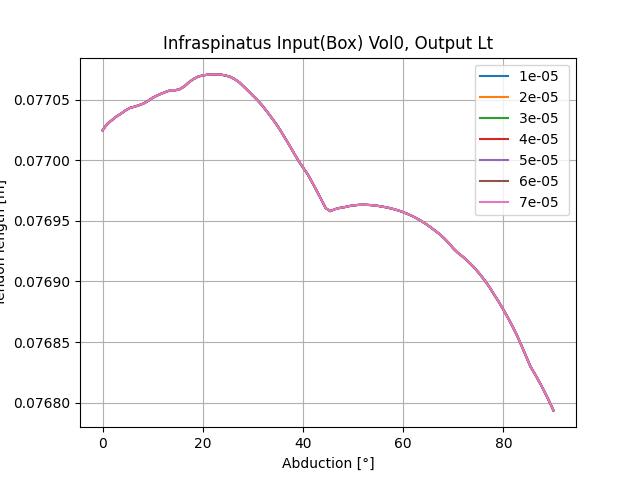 Infraspinatus Input(Box) Vol0, Output Lt
0.07705
0.07700
0.07695
0.07690
0.07685
0.07680
length [m]
1e-05
2e-05
3e-05
4e-05
5e-05
6e-05
7e-05
0 20 40 60 80
Abduction [°]